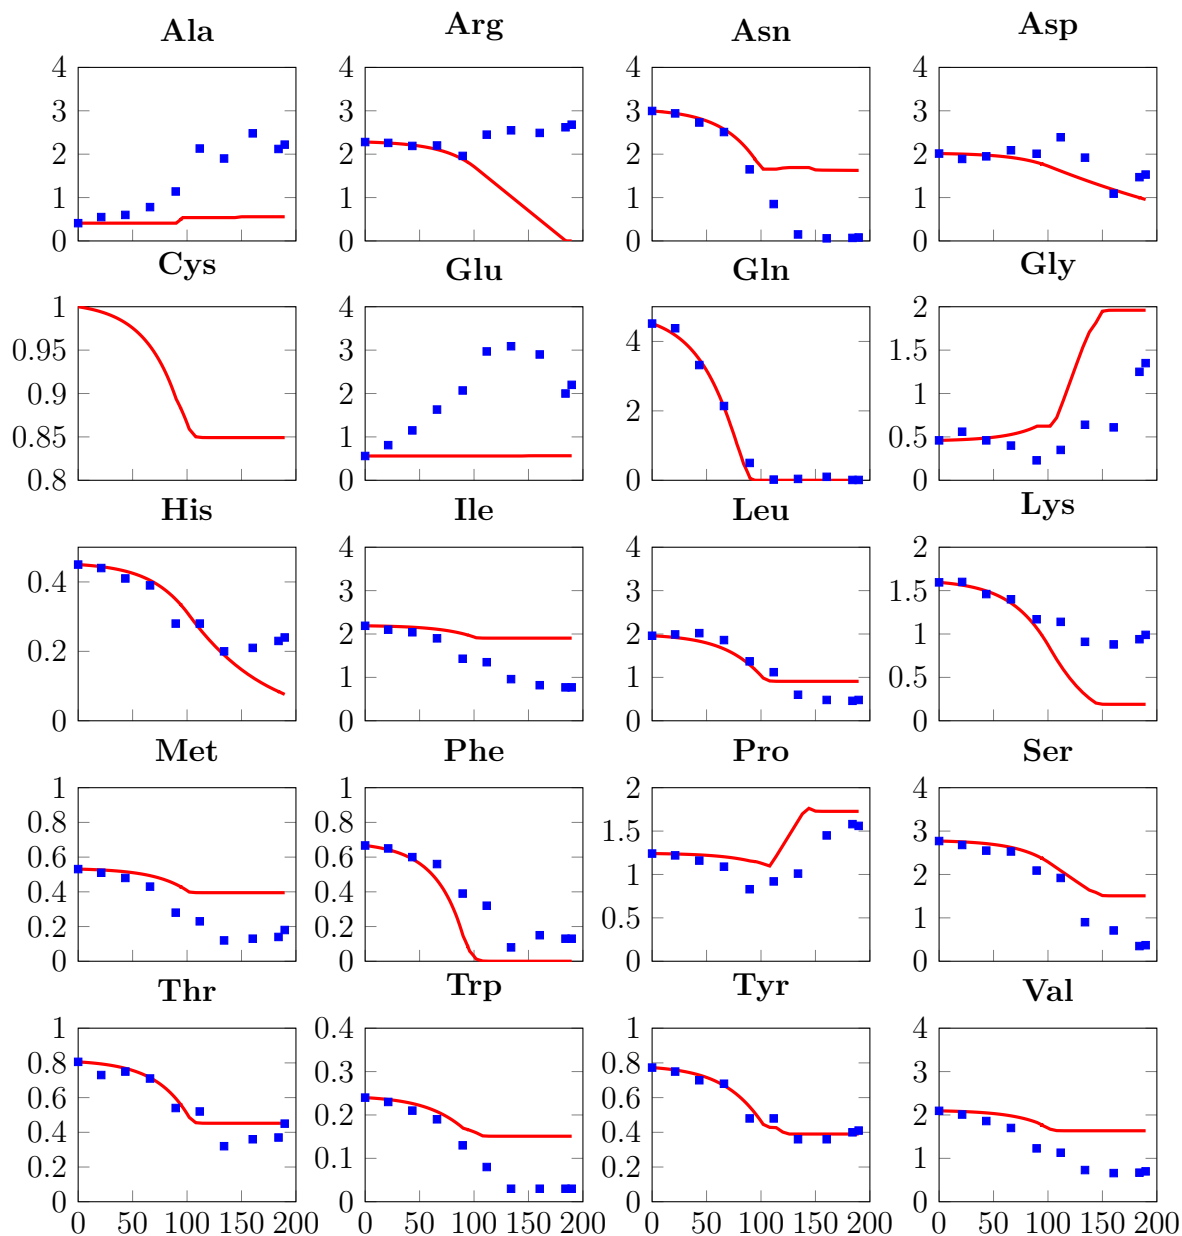 Ala Arg Asn Asp
4 4 4 4
3 3 3 3
2 2 2 2
1 1 1 1
0 0 0 0
Cys Glu Gln Gly
1 4 4 2
0.95 3 2 1.5
0.9 2 0 1
0.85 1 0.5
0.8 0 0
His Ile Leu Lys
0.4 4 4 2
0.2 3 3 1.5
0 2 2 1
1 1 0.5
0 0 0
Met Phe Pro Ser
1 1 2 4
0.8 0.8 1.5 3
0.6 0.6 1 2
0.4 0.4 0.5 1
0.2 0.2 0 0
0 0
Thr Trp Tyr Val
1 0.4 1 4
0.8 0.3 0.8 3
0.6 0.2 0.6 2
0.4 0.1 0.4 1
0.2 0 0.2 0
0 0
0 50 100 150 200 0 50 100 150 200 0 50 100 150 200 0 50 100 150 200